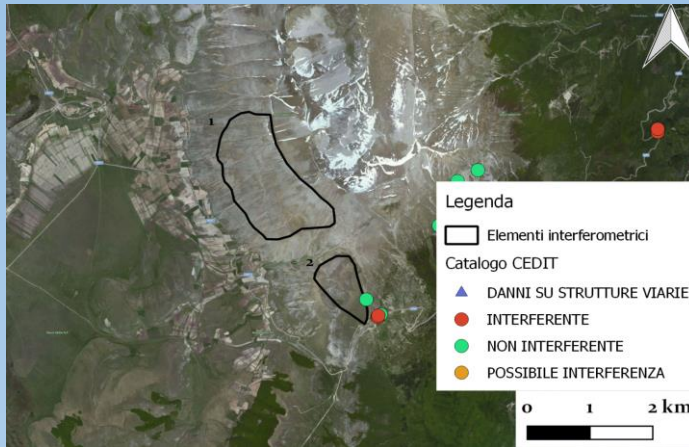 1
2
Legenda
Elementi interferometrici
Catalogo CEDIT
DANNI SU STRUTTURE VIARIE
INTERFERENTE
NON INTERFERENTE
POSSIBILE INTERFERENZA
0 1 2 km